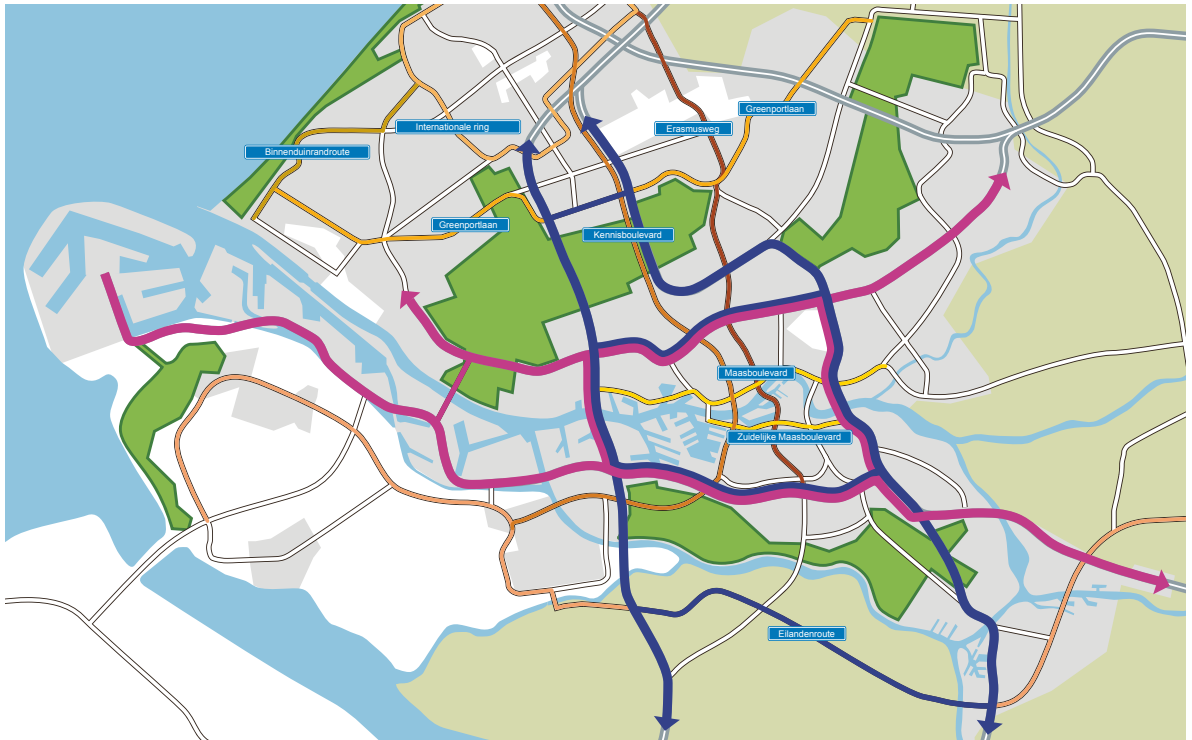 Greenportlaan
Internationale ring
Erasmusweg
Binnenduinrandroute
Greenportlaan
Kennisboulevard
Maasboulevard
Zuidelijke Maasboulevard
Eilandenroute